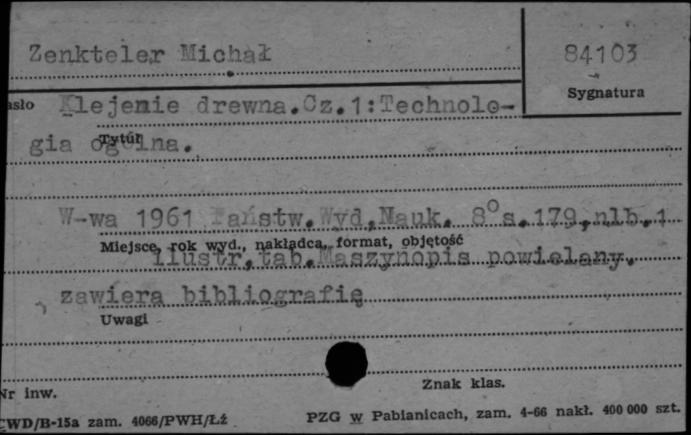 Zenkteler Michał
84103
Sygnatura
asło Klejenie drewna.Cz.1:Technolo-
Tytuł
gia ogólna.
W-wa 1961 Państw.Wyd.Nauk. 8° s.179,nlb.1
Miejsce, rok wyd., nakładca, format, objętość
ilustr,tab.Maszynopis powielany.
zawiera bibliografię
Uwagi
Nr inw.
Znak klas.
CWD/B-15a zam. 4066/PWH/Łź
PZG w Pabianicach, zam. 4-66 nakł. 400 000 szt.